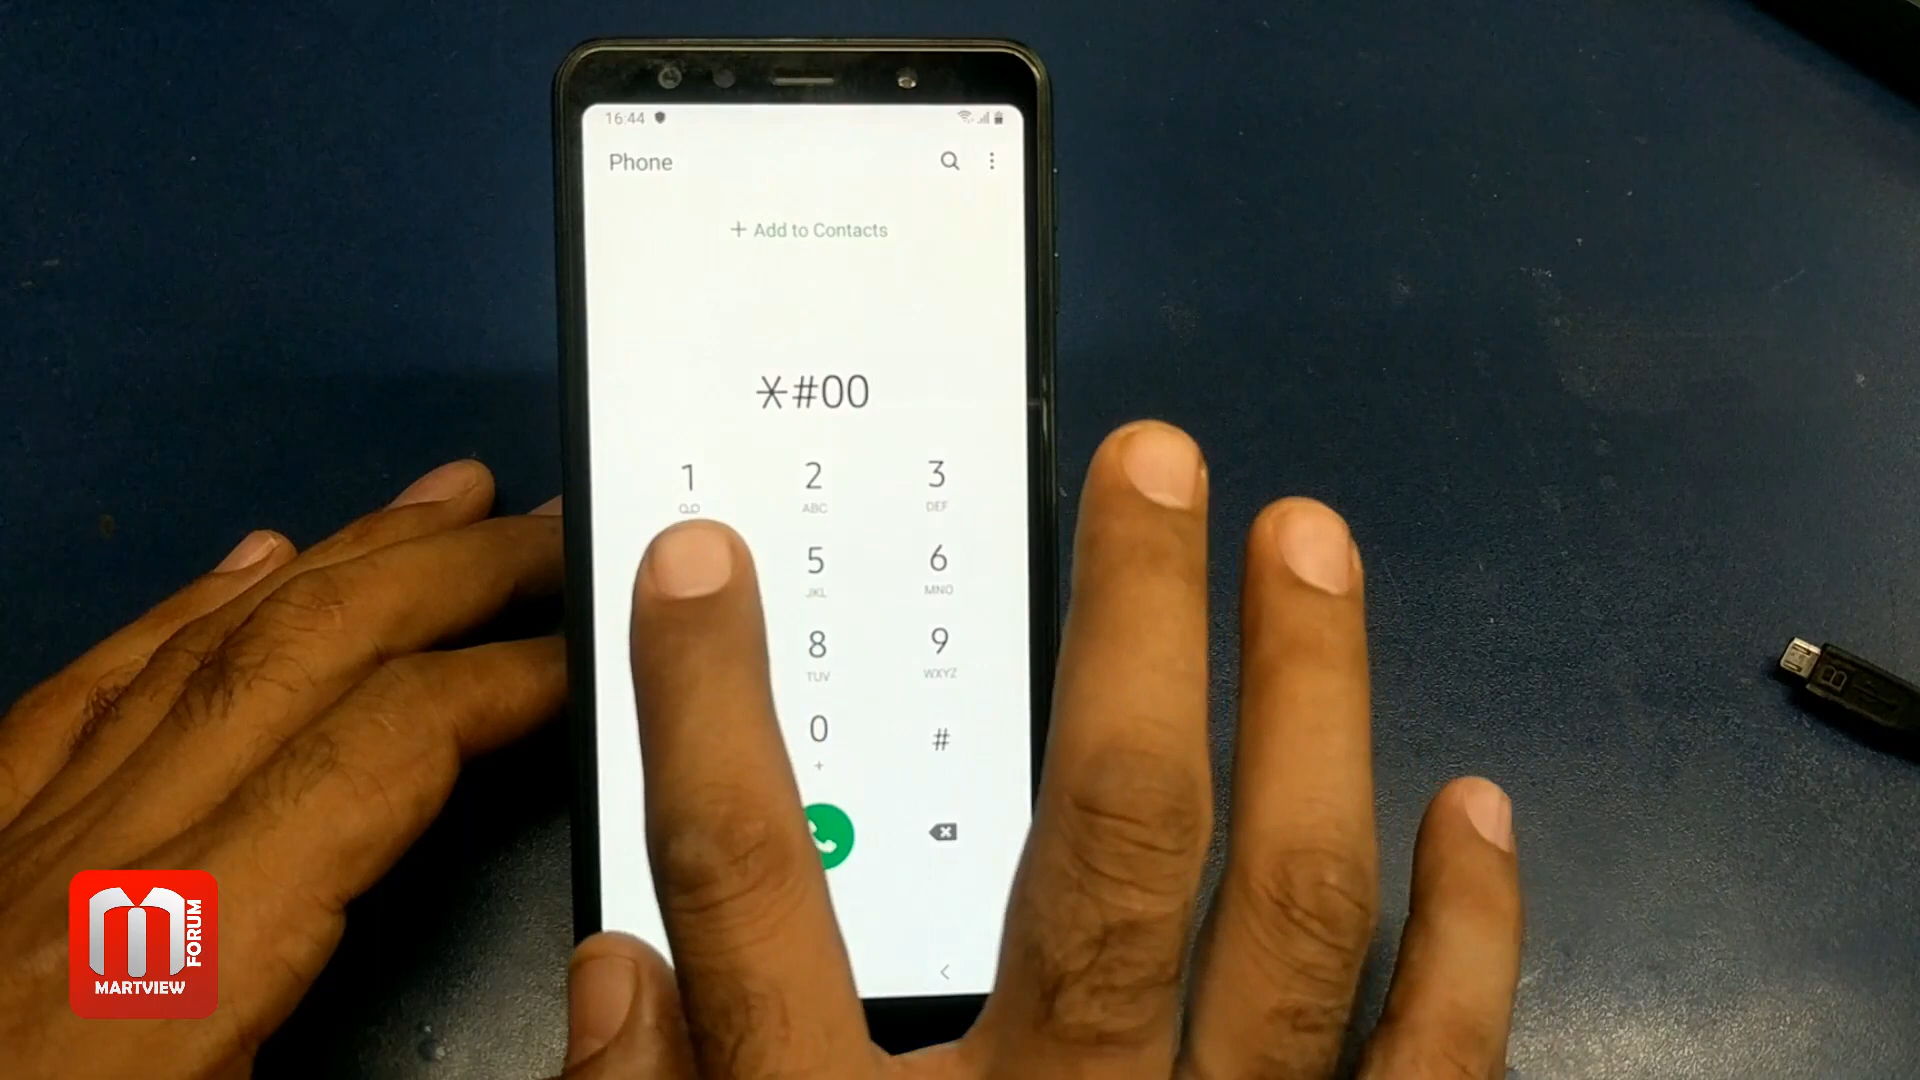 16:44
Phone
+ Add to Contacts
*#00
1 2 3
ABC DEF
5 6
JKL MNO
8 9
TUV WXYZ
0 #
+
MARTVIEW
FORUM
B